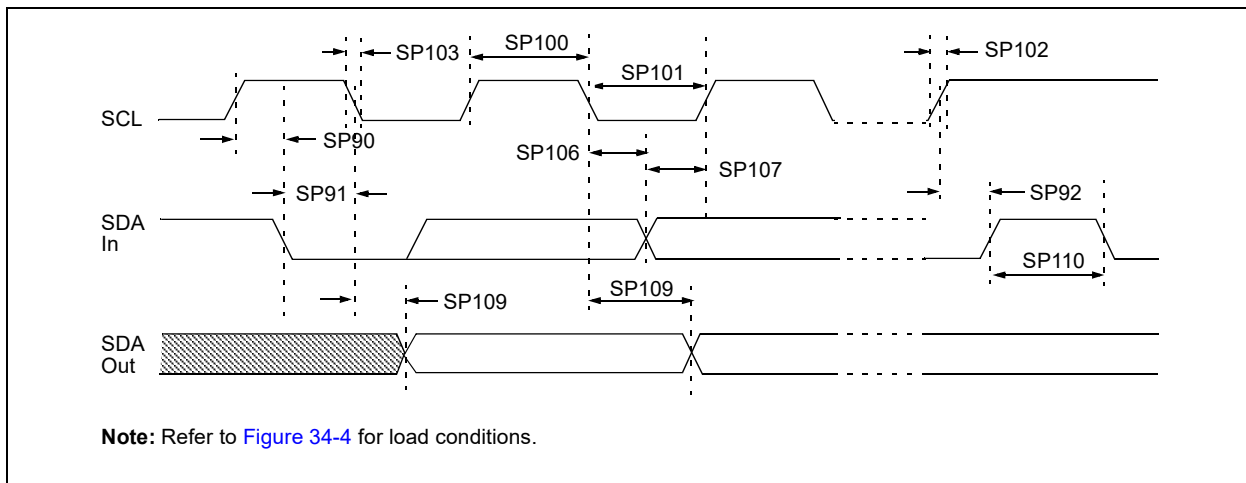 SP103
SP100
SP101
SP102
SCL
SP90
SP106
SP107
SP91
SP92
SDA
In
SP110
SP109
SP109
SDA
Out
Note: Refer to Figure 34-4 for load conditions.